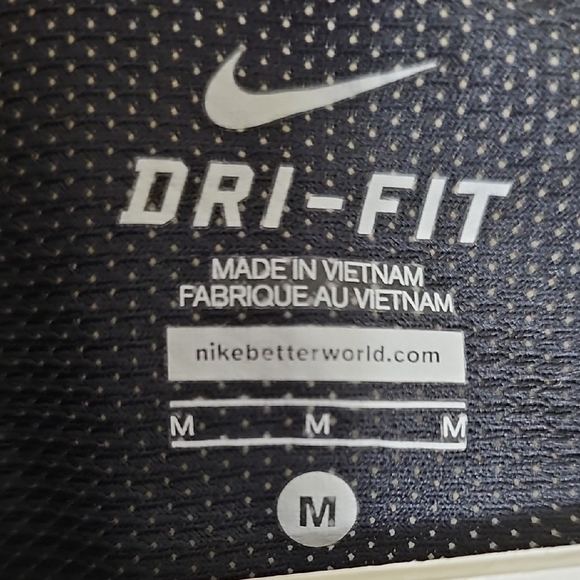 DRI-FIT
MADE IN VIETNAM
FABRIQUE AU VIETNAM
nikebetterworld.com
M M M
M